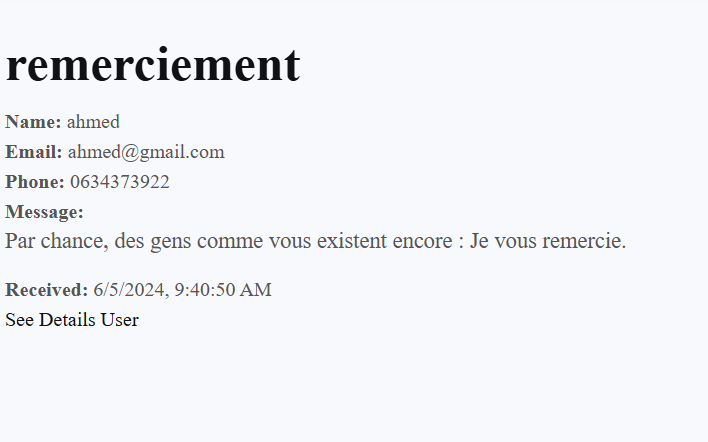 remerciement
Name: ahmed
Email: ahmed@gmail.com
Phone: 0634373922
Message:
Par chance, des gens comme vous existent encore : Je vous remercie.
Received: 6/5/2024, 9:40:50 AM
See Details User